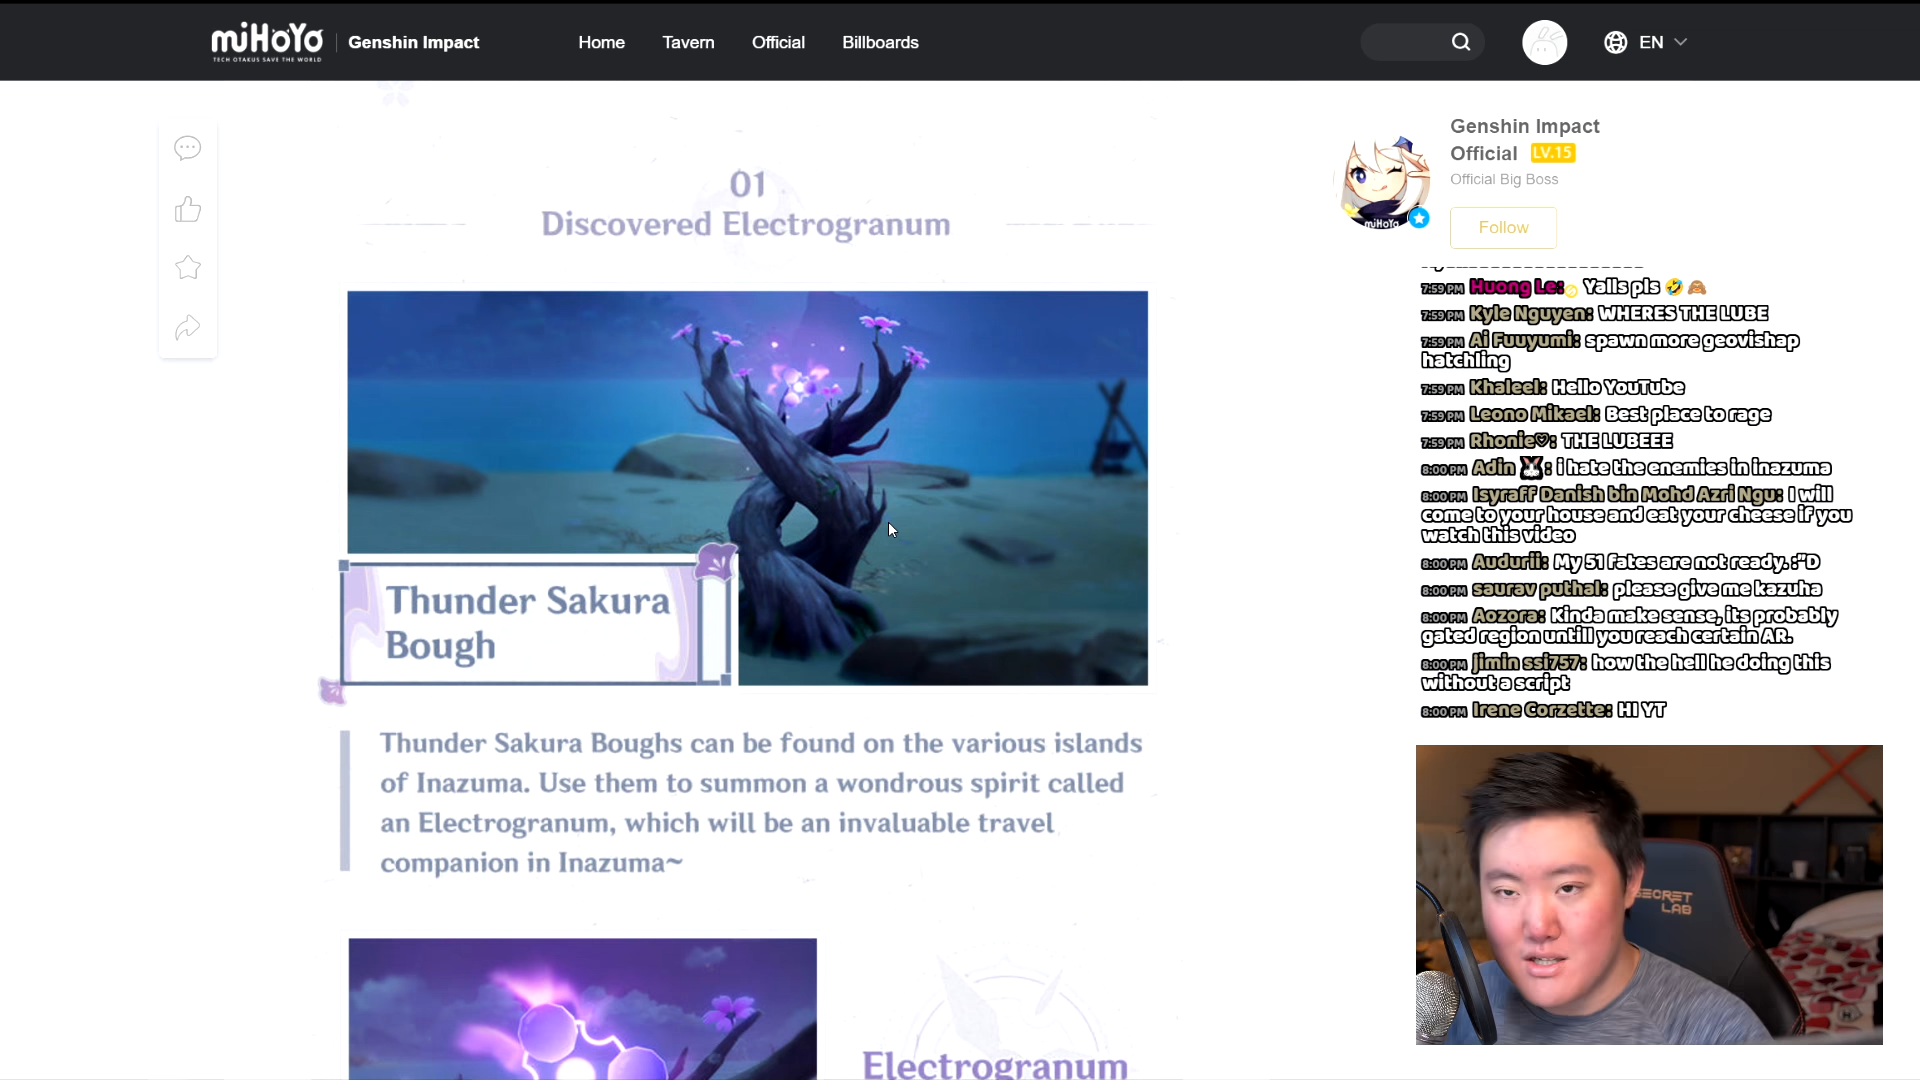 miHoYo
TECH OTAKUS SAVE THE WORLD
Genshin Impact
Home
Tavern
Official
Billboards
EN
01
Discovered Electrogranum
Thunder Sakura
Bough
Thunder Sakura Boughs can be found on the various islands
of Inazuma. Use them to summon a wondrous spirit called
an Electrogranum, which will be an invaluable travel
companion in Inazuma~
Electrogranum
Genshin Impact
Official LV.15
Official Big Boss
miHoYo
Follow
7:59 PM Huong Le: Yalls pls 🤣 🙈
7:59 PM Kyle Nguyen: WHERES THE LUBE
7:59 PM Ai Fuuyumi: spawn more geovishap
hatchling
7:59 PM Khaleel: Hello YouTube
7:59 PM Leono Mikael: Best place to rage
7:59 PM Rhonie♡: THE LUBEEE
8:00 PM Adin 🐰: i hate the enemies in inazuma
8:00 PM Isyraff Danish bin Mohd Azri Ngu: I will
come to your house and eat your cheese if you
watch this video
8:00 PM Audurii: My 51 fates are not ready. :"D
8:00 PM saurav puthal: please give me kazuha
8:00 PM Aozora: Kinda make sense, its probably
gated region untill you reach certain AR.
8:00 PM Jimin ssi757: how the hell he doing this
without a script
8:00 PM Irene Corzette: HI YT
SECRET
LAB